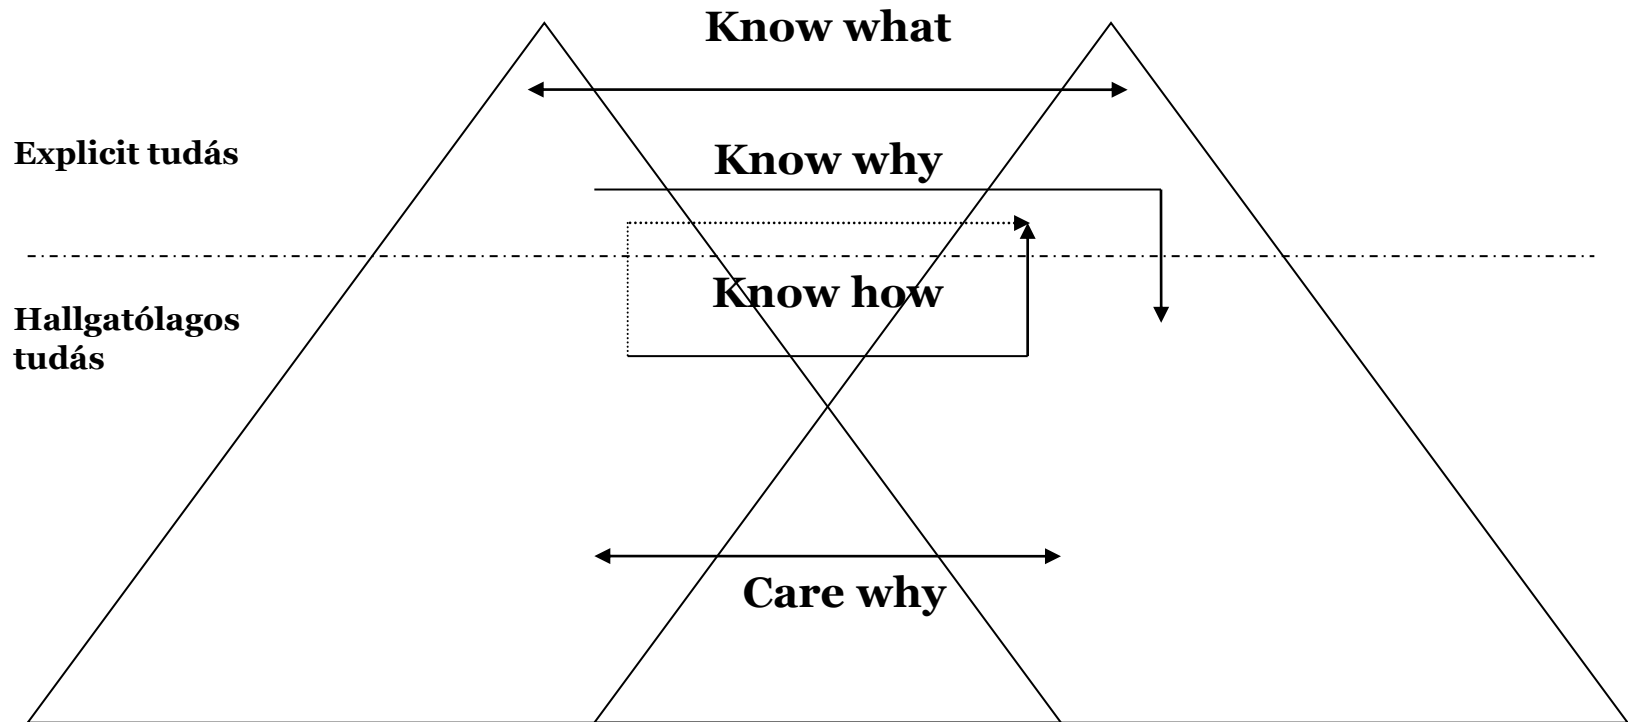 Know what
Explicit tudás
Know why
Know how
Hallgatólagos
tudás
Care why